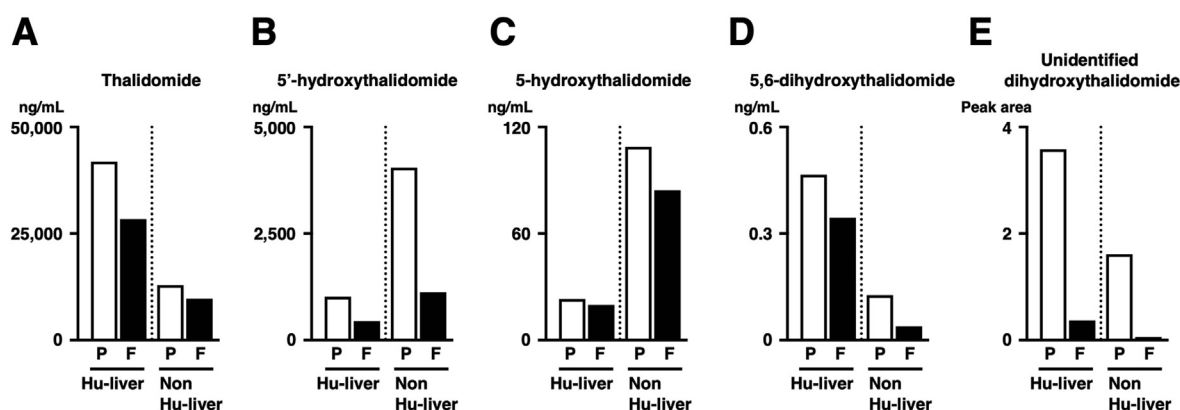 A
Thalidomide
ng/mL
50,000
25,000
0
P F P F
Hu-liver Non
Hu-liver
B
5'-hydroxythalidomide
ng/mL
5,000
2,500
0
P F P F
Hu-liver Non
Hu-liver
C
5-hydroxythalidomide
ng/mL
120
60
0
P F P F
Hu-liver Non
Hu-liver
D
5,6-dihydroxythalidomide
ng/mL
0.6
0.3
0
P F P F
Hu-liver Non
Hu-liver
E
Unidentified
dihydroxythalidomide
Peak area
4
2
0
P F P F
Hu-liver Non
Hu-liver